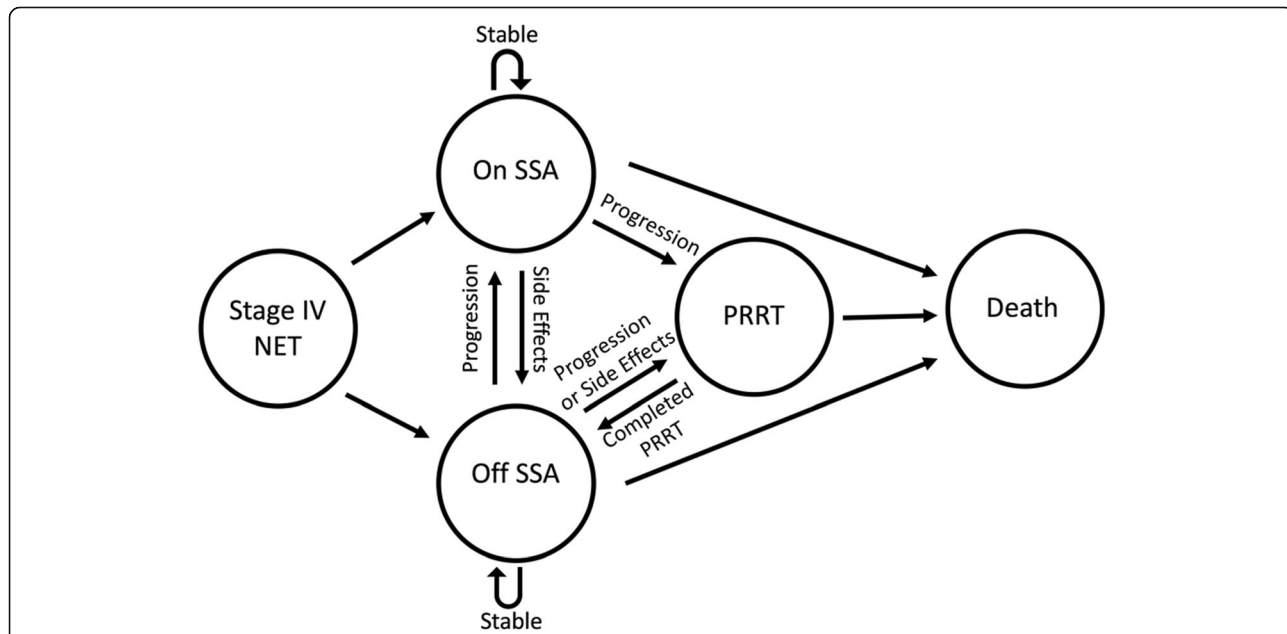 Stable
On SSA
Progression
Stage IV
NET
Progression
Side Effects
PRRT
Death
Progression
or Side Effects
Completed
PRRT
Off SSA
Stable